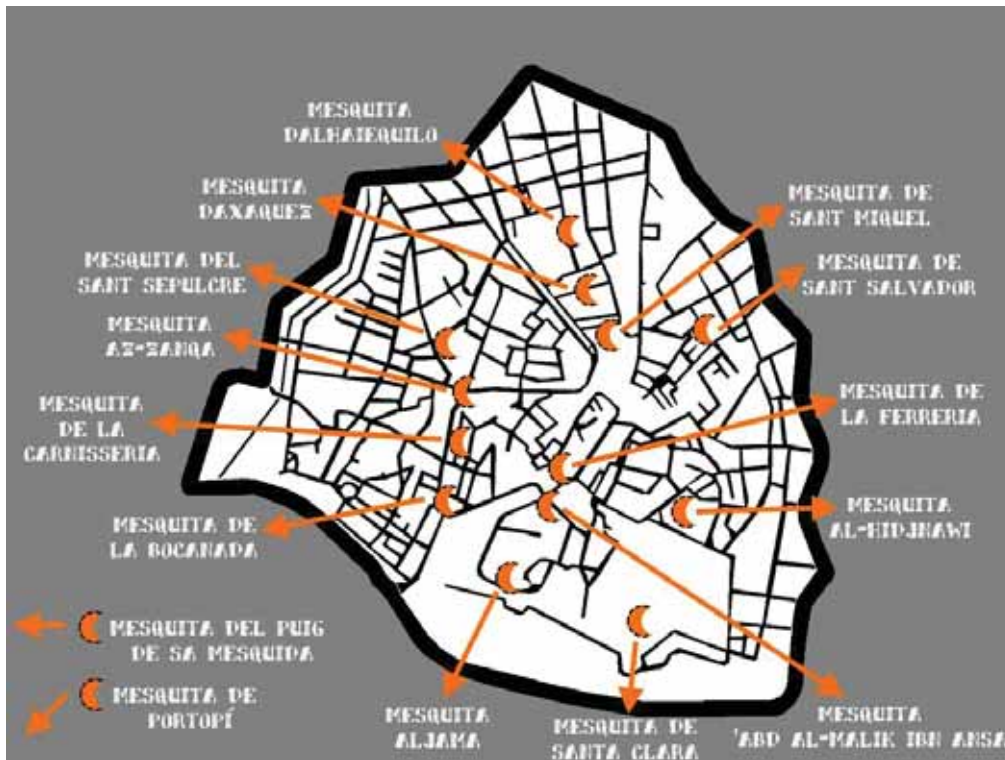 MESQUITA
DALHAIEQUILO
MESQUITA
DAXAQUEZ
MESQUITA DE
SANT MIQUEL
MESQUITA DEL
SANT SEPULCRE
MESQUITA DE
SANT SALVADOR
MESQUITA
AZ-ZANQA
MESQUITA
DE LA
CARNISSERIA
MESQUITA DE
LA FERRERIA
MESQUITA DE
LA BOCANADA
MESQUITA
AL-HIDJNAWI
MESQUITA DEL PUIG
DE SA MESQUIDA
MESQUITA DE
PORTOPÍ
MESQUITA
ALJAMA
MESQUITA DE
SANTA CLARA
MESQUITA
'ABD AL-MALIK IBN ANSA